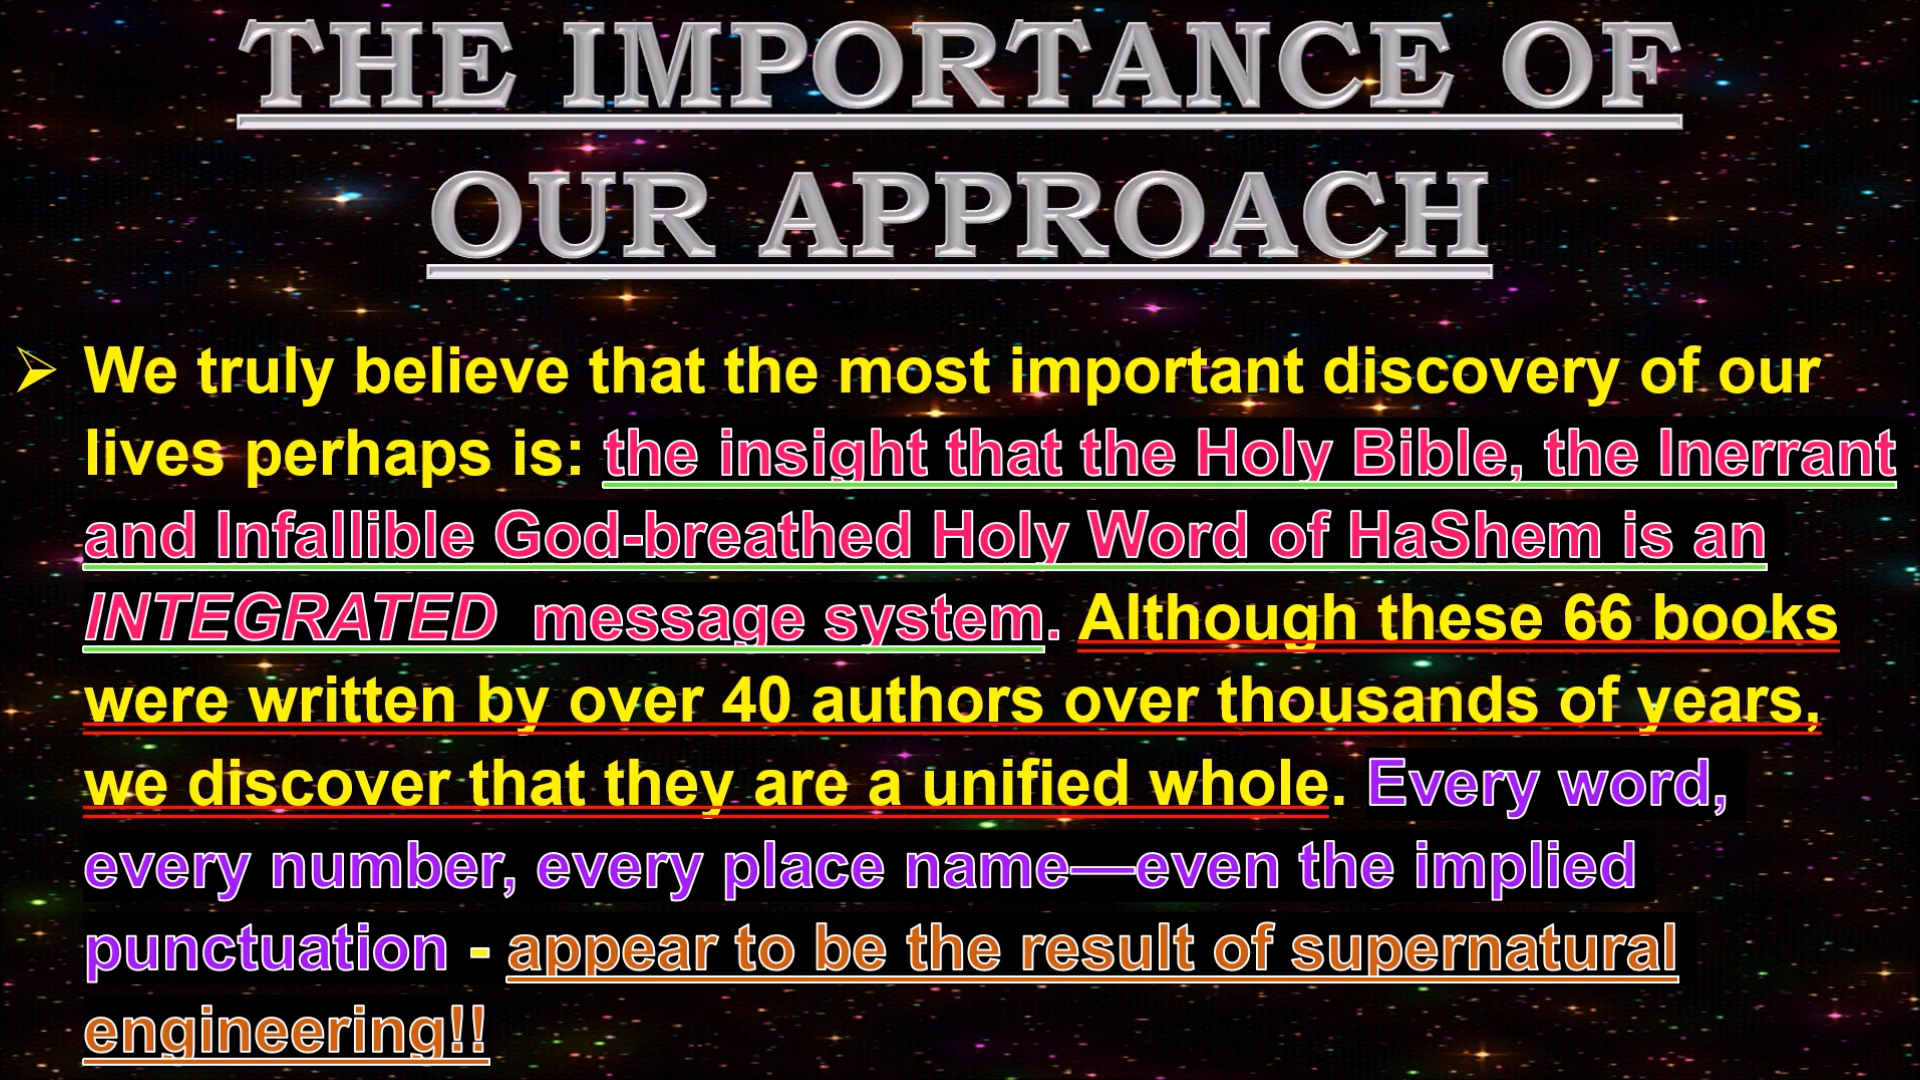 THE IMPORTANCE OF
OUR APPROACH
➢ We truly believe that the most important discovery of our
lives perhaps is: the insight that the Holy Bible, the Inerrant
and Infallible God-breathed Holy Word of HaShem is an
INTEGRATED message system. Although these 66 books
were written by over 40 authors over thousands of years,
we discover that they are a unified whole. Every word,
every number, every place name—even the implied
punctuation - appear to be the result of supernatural
engineering!!